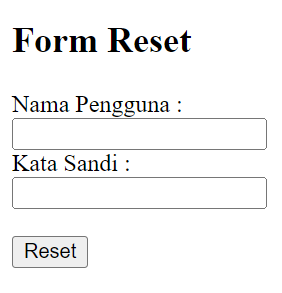 Form Reset
Nama Pengguna :
Kata Sandi :
Reset